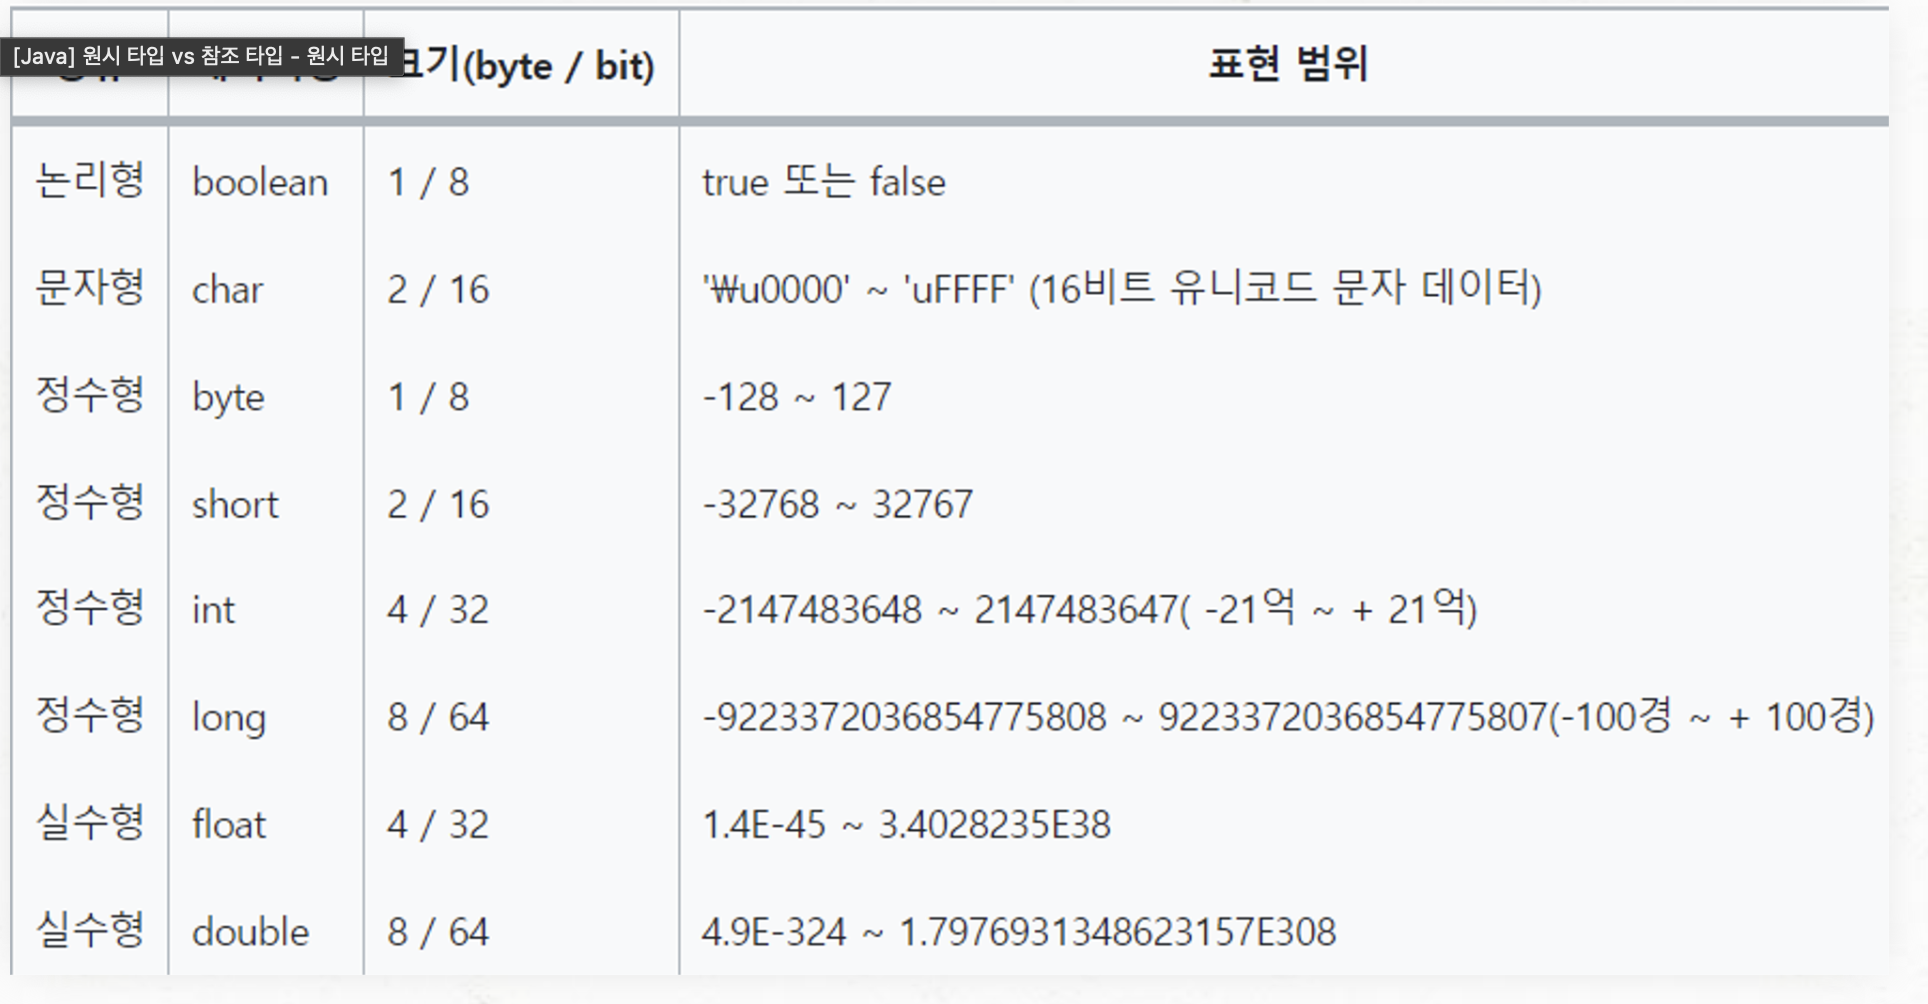 [Java] 원시 타입 vs 참조 타입 - 원시 타입
크기(byte / bit) 표현 범위
논리형 boolean 1 / 8 true 또는 false
문자형 char 2 / 16 '₩u0000' ~ 'uFFFF' (16비트 유니코드 문자 데이터)
정수형 byte 1 / 8 -128 ~ 127
정수형 short 2 / 16 -32768 ~ 32767
정수형 int 4 / 32 -2147483648 ~ 2147483647( -21억 ~ + 21억)
정수형 long 8 / 64 -9223372036854775808 ~ 9223372036854775807(-100경 ~ + 100경)
실수형 float 4 / 32 1.4E-45 ~ 3.4028235E38
실수형 double 8 / 64 4.9E-324 ~ 1.7976931348623157E308